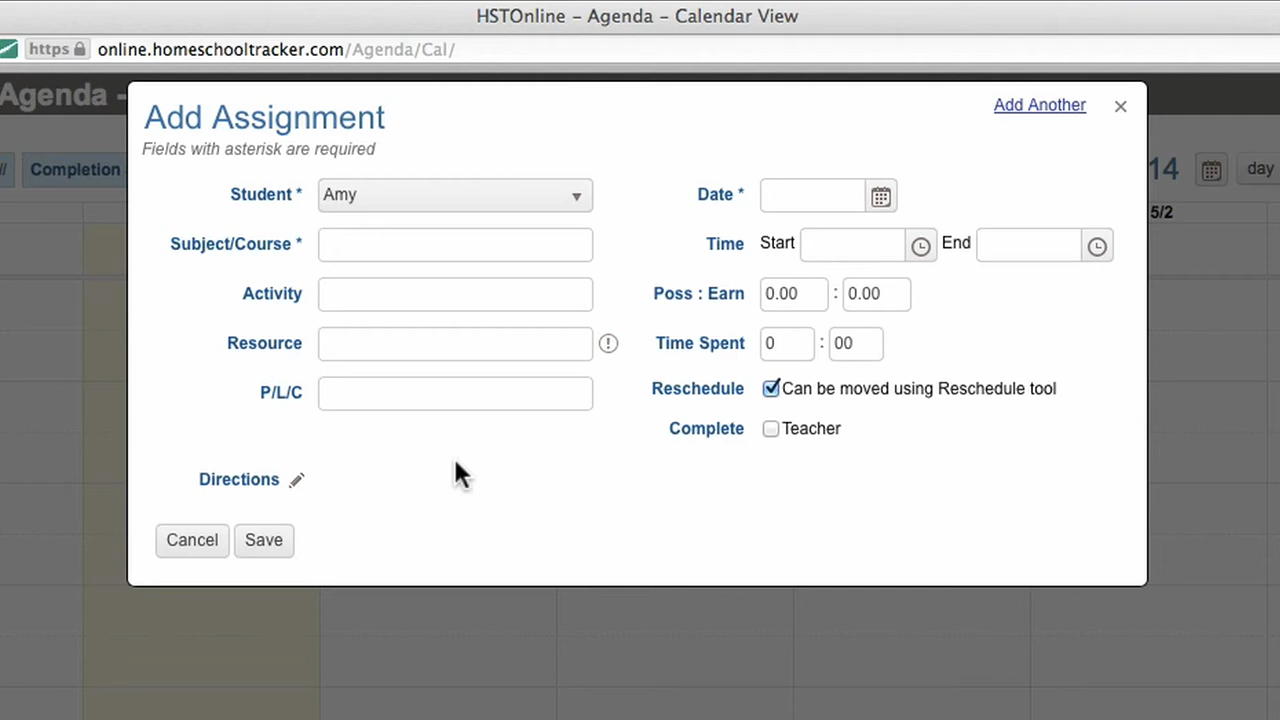 HSTOnline – Agenda – Calendar View
https online.homeschooltracker.com/Agenda/Cal/
Agenda -
Add Assignment
Add Another ×
Fields with asterisk are required
Completion
14
day
5/2
Student * Amy
Date *
Subject/Course *
Time Start End
Activity
Poss : Earn 0.00 : 0.00
Resource
Time Spent 0 : 00
P/L/C
Reschedule Can be moved using Reschedule tool
Complete Teacher
Directions
Cancel Save